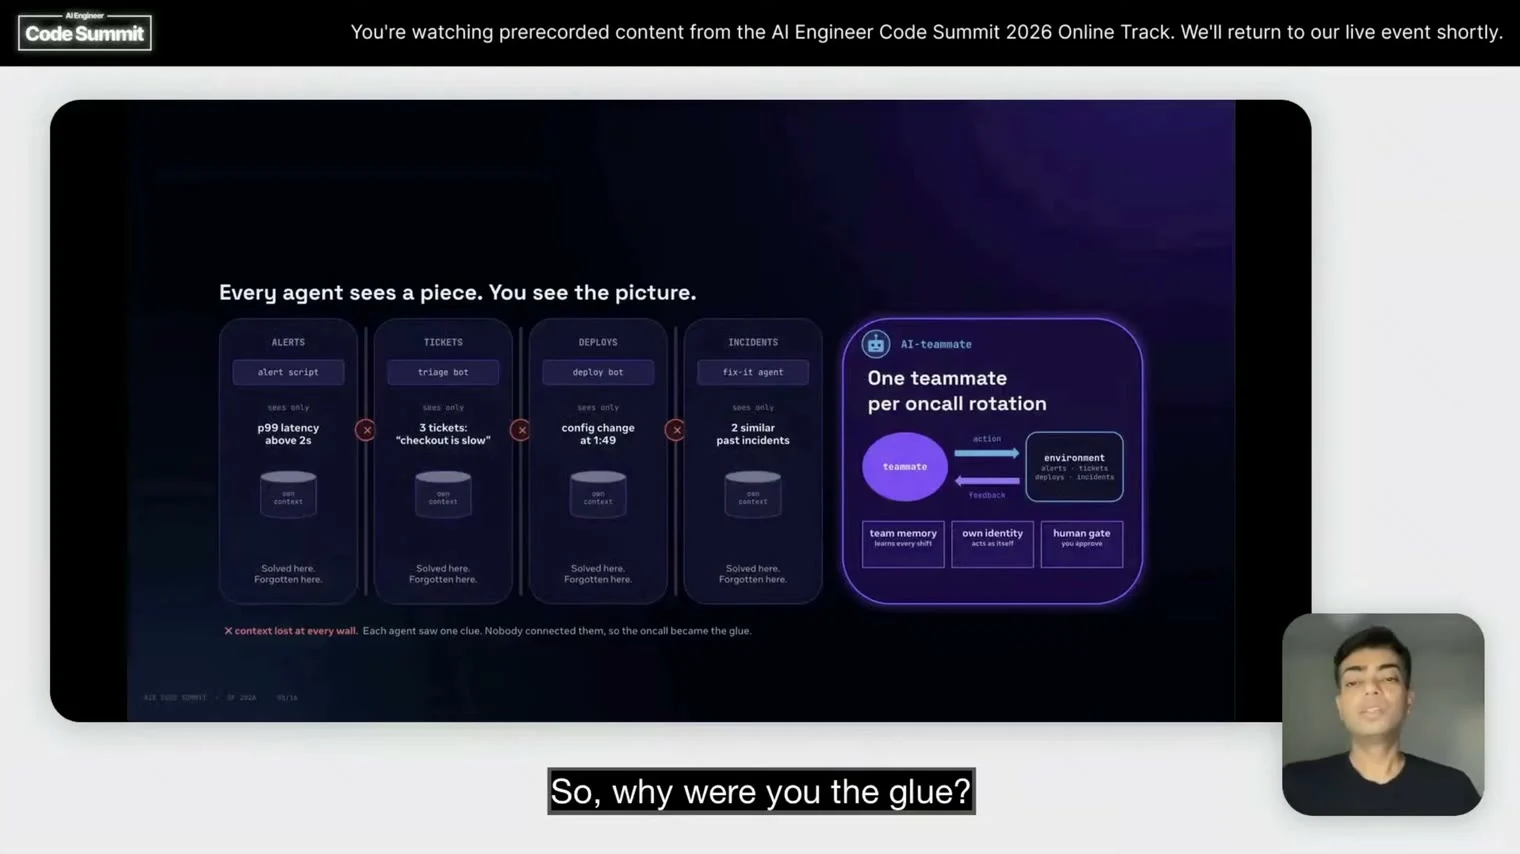 AI Engineer
Code Summit
You're watching prerecorded content from the AI Engineer Code Summit 2026 Online Track. We'll return to our live event shortly.
Every agent sees a piece. You see the picture.
ALERTS
alert script
sees only
p99 latency
above 2s
own
context
Solved here.
Forgotten here.
TICKETS
triage bot
sees only
3 tickets:
“checkout is slow”
own
context
Solved here.
Forgotten here.
DEPLOYS
deploy bot
sees only
config change
at 1:49
own
context
Solved here.
Forgotten here.
INCIDENTS
fix-it agent
sees only
2 similar
past incidents
own
context
Solved here.
Forgotten here.
✕ context lost at every wall. Each agent saw one clue. Nobody connected them, so the oncall became the glue.
AI-teammate
One teammate
per oncall rotation
teammate
action
feedback
environment
alerts · tickets
deploys · incidents
team memory
learns every shift
own identity
acts as itself
human gate
you approve
AIE CODE SUMMIT · SF 2026
So, why were you the glue?